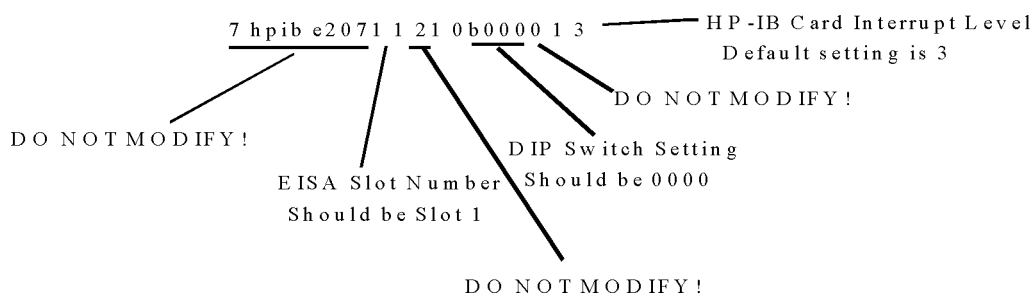 7 hpib e2071 1 21 0b0000 1 3
HP-IB Card Interrupt Level
Default setting is 3
DO NOT MODIFY!
DO NOT MODIFY!
DIP Switch Setting
Should be 0000
EISA Slot Number
Should be Slot 1
DO NOT MODIFY!